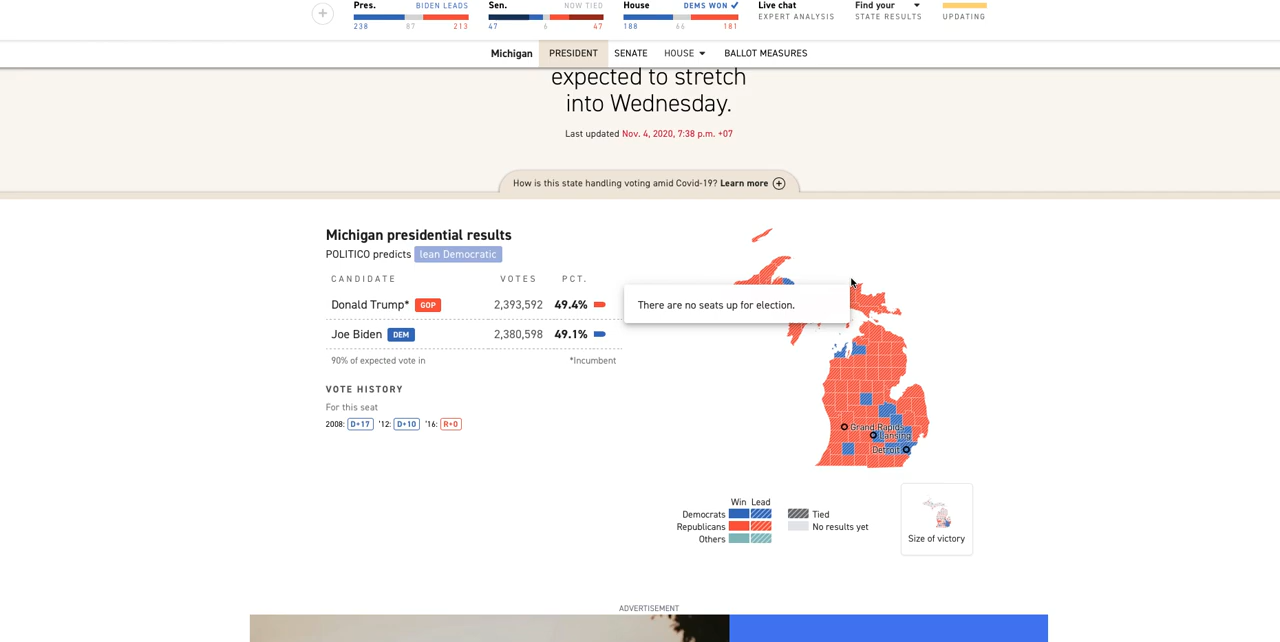 Pres. BIDEN LEADS
238 87 213
Sen. NOW TIED
47 6 47
House DEMS WON ✓
188 66 181
Live chat
EXPERT ANALYSIS
Find your
STATE RESULTS
UPDATING
Michigan PRESIDENT SENATE HOUSE BALLOT MEASURES
expected to stretch
into Wednesday.
Last updated Nov. 4, 2020, 7:38 p.m. +07
How is this state handling voting amid Covid-19? Learn more
Michigan presidential results
POLITICO predicts lean Democratic
CANDIDATE VOTES PCT.
Donald Trump* GOP 2,393,592 49.4%
Joe Biden DEM 2,380,598 49.1%
90% of expected vote in *Incumbent
VOTE HISTORY
For this seat
2008: D+17 '12: D+10 '16: R+0
There are no seats up for election.
Grand Rapids
Lansing
Detroit
Win Lead
Democrats
Republicans
Others
Tied
No results yet
Size of victory
ADVERTISEMENT